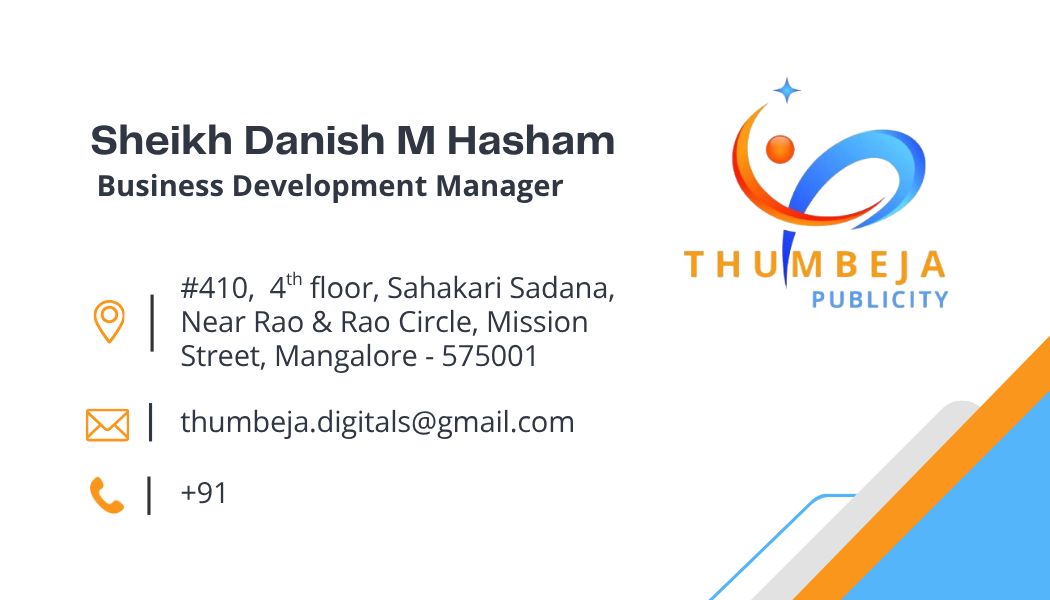 Sheikh Danish M Hasham
Business Development Manager
#410,  4th floor, Sahakari Sadana,
Near Rao & Rao Circle, Mission
Street, Mangalore - 575001
thumbeja.digitals@gmail.com
+91
THUMBEJA
PUBLICITY